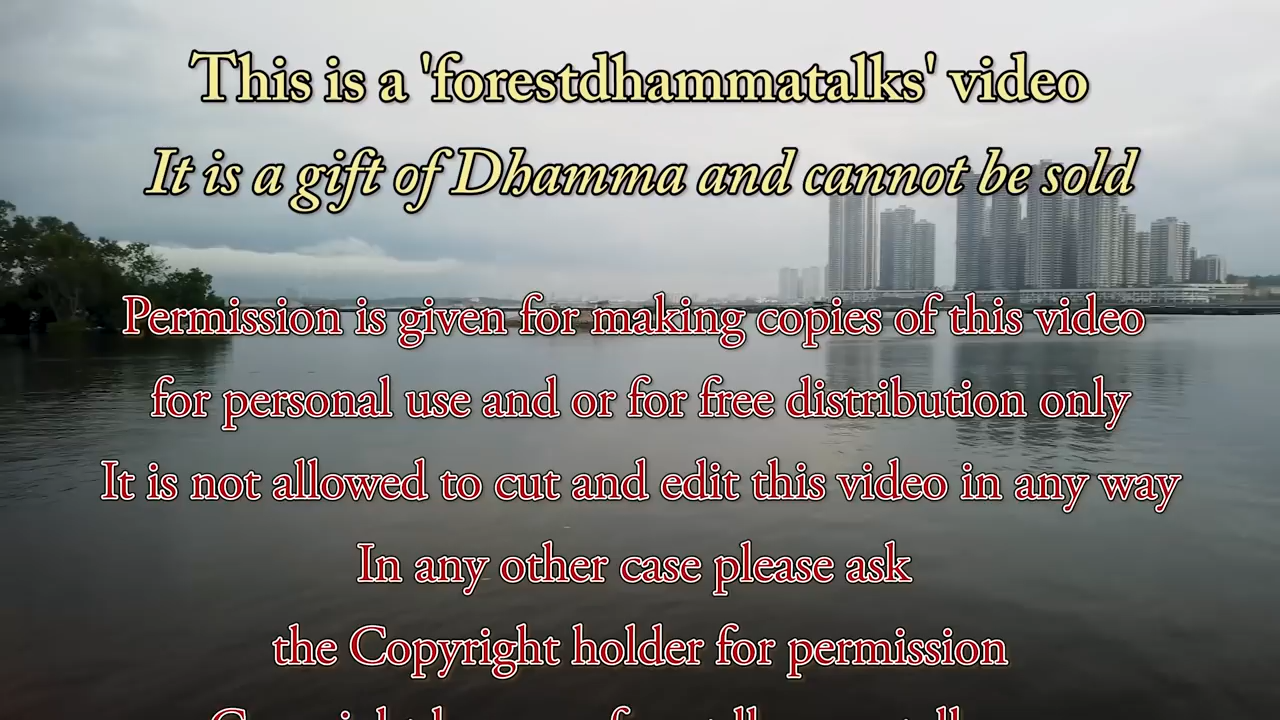 This is a 'forestdhammatalks' video
It is a gift of Dhamma and cannot be sold
Permission is given for making copies of this video
for personal use and or for free distribution only
It is not allowed to cut and edit this video in any way
In any other case please ask
the Copyright holder for permission